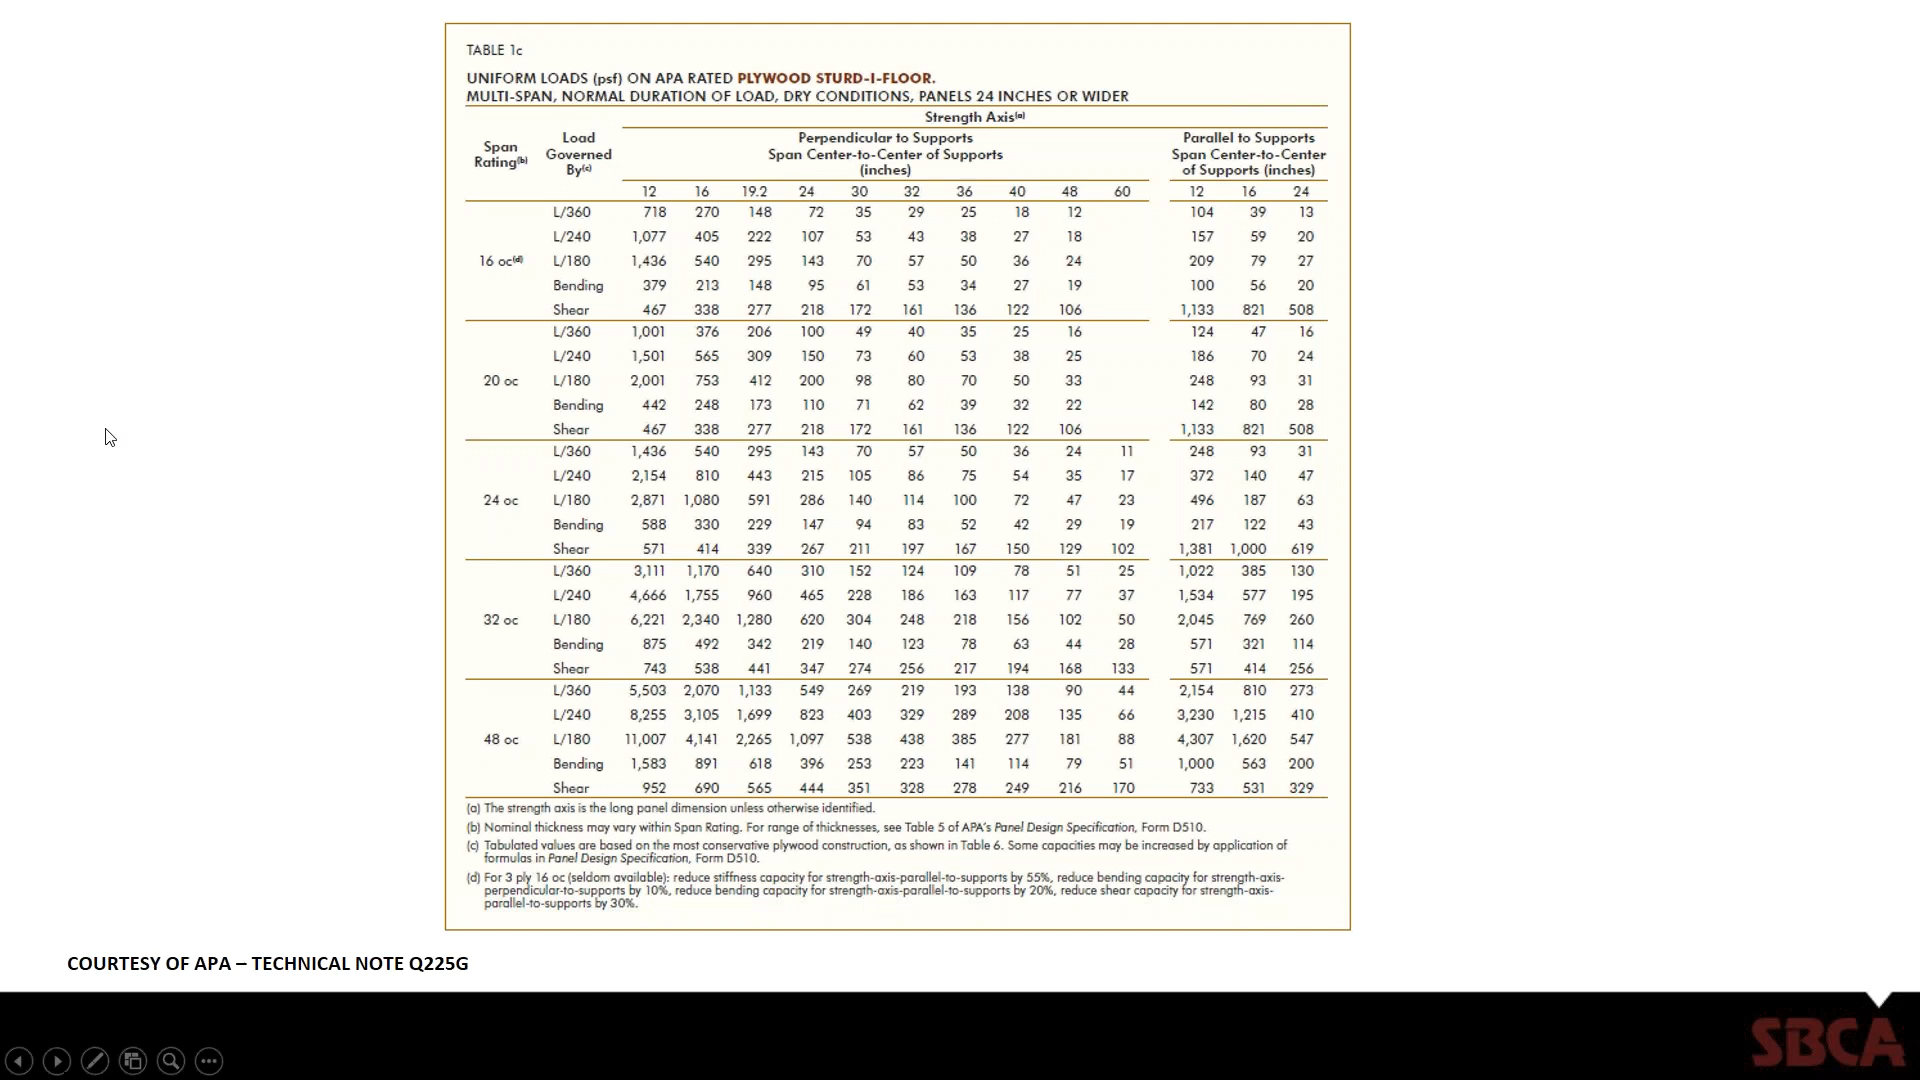 TABLE 1c
UNIFORM LOADS (psf) ON APA RATED PLYWOOD STURD-I-FLOOR.
MULTI-SPAN, NORMAL DURATION OF LOAD, DRY CONDITIONS, PANELS 24 INCHES OR WIDER
Strength Axis(a)
Span Rating(b) Load Governed By(c) Perpendicular to Supports Span Center-to-Center of Supports (inches) Parallel to Supports Span Center-to-Center of Supports (inches)
12 16 19.2 24 30 32 36 40 48 60 12 16 24
16 oc(d)
L/360 718 270 148 72 35 29 25 18 12 104 39 13
L/240 1,077 405 222 107 53 43 38 27 18 157 59 20
L/180 1,436 540 295 143 70 57 50 36 24 209 79 27
Bending 379 213 148 95 61 53 34 27 19 100 56 20
Shear 467 338 277 218 172 161 136 122 106 1,133 821 508
20 oc
L/360 1,001 376 206 100 49 40 35 25 16 124 47 16
L/240 1,501 565 309 150 73 60 53 38 25 186 70 24
L/180 2,001 753 412 200 98 80 70 50 33 248 93 31
Bending 442 248 173 110 71 62 39 32 22 142 80 28
Shear 467 338 277 218 172 161 136 122 106 1,133 821 508
24 oc
L/360 1,436 540 295 143 70 57 50 36 24 11 248 93 31
L/240 2,154 810 443 215 105 86 75 54 35 17 372 140 47
L/180 2,871 1,080 591 286 140 114 100 72 47 23 496 187 63
Bending 588 330 229 147 94 83 52 42 29 19 217 122 43
Shear 571 414 339 267 211 197 167 150 129 102 1,381 1,000 619
32 oc
L/360 3,111 1,170 640 310 152 124 109 78 51 25 1,022 385 130
L/240 4,666 1,755 960 465 228 186 163 117 77 37 1,534 577 195
L/180 6,221 2,340 1,280 620 304 248 218 156 102 50 2,045 769 260
Bending 875 492 342 219 140 123 78 63 44 28 571 321 114
Shear 743 538 441 347 274 256 217 194 168 133 571 414 256
48 oc
L/360 5,503 2,070 1,133 549 269 219 193 138 90 44 2,154 810 273
L/240 8,255 3,105 1,699 823 403 329 289 208 135 66 3,230 1,215 410
L/180 11,007 4,141 2,265 1,097 538 438 385 277 181 88 4,307 1,620 547
Bending 1,583 891 618 396 253 223 141 114 79 51 1,000 563 200
Shear 952 690 565 444 351 328 278 249 216 170 733 531 329
(a) The strength axis is the long panel dimension unless otherwise identified.
(b) Nominal thickness may vary within Span Rating. For range of thicknesses, see Table 5 of APA's Panel Design Specification, Form D510.
(c) Tabulated values are based on the most conservative plywood construction, as shown in Table 6. Some capacities may be increased by application of
formulas in Panel Design Specification, Form D510.
(d) For 3 ply 16 oc (seldom available): reduce stiffness capacity for strength-axis-parallel-to-supports by 55%, reduce bending capacity for strength-axis-
perpendicular-to-supports by 10%, reduce bending capacity for strength-axis-parallel-to-supports by 20%, reduce shear capacity for strength-axis-
parallel-to-supports by 30%.
COURTESY OF APA – TECHNICAL NOTE Q225G
SBCA